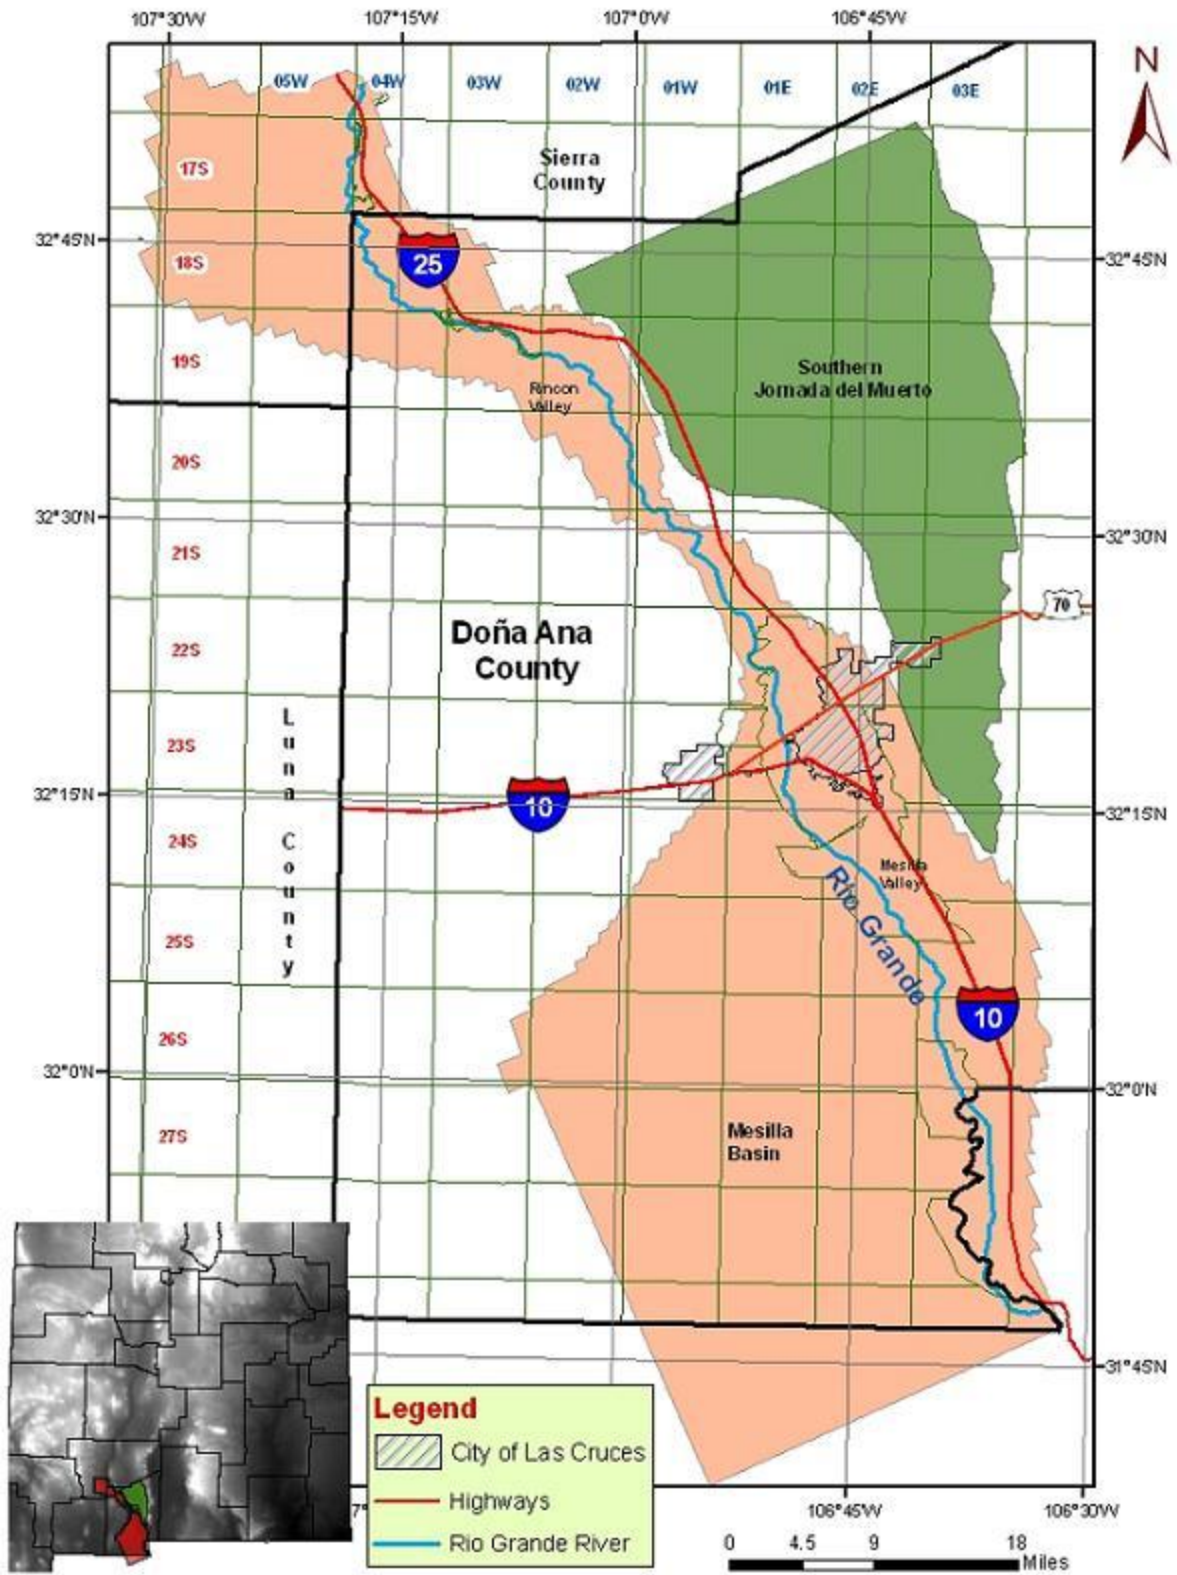 107°30'W
107°15'W
107°0'W
106°45'W
N
05W
04W
03W
02W
01W
01E
02E
03E
17S
Sierra
County
32°45'N
18S
25
32°45'N
19S
Southern
Jornada del Muerto
Rincon
Valley
20S
32°30'N
32°30'N
21S
70
Doña Ana
County
22S
Luna County
23S
32°15'N
10
32°15'N
24S
Mesilla
Valley
Rio Grande
25S
10
26S
32°0'N
32°0'N
Mesilla
Basin
27S
31°45'N
Legend
City of Las Cruces
Highways
Rio Grande River
106°45'W
106°30'W
0 4.5 9 18
Miles